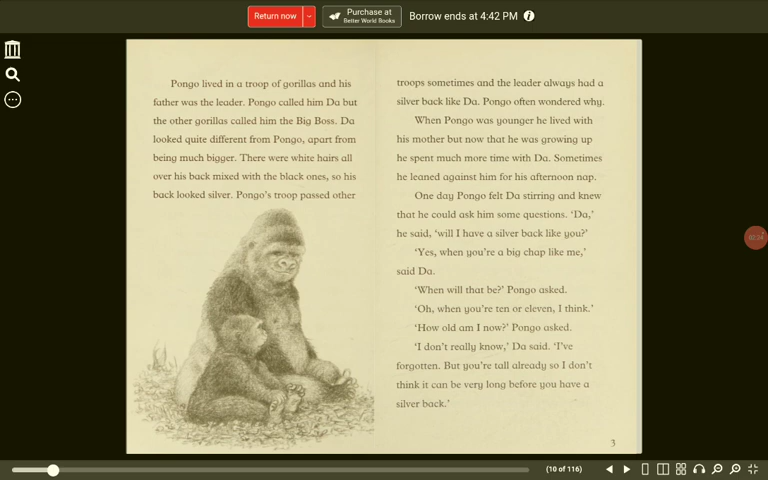 Return now
Purchase at
Better World Books
Borrow ends at 4:42 PM
Pongo lived in a troop of gorillas and his
father was the leader. Pongo called him Da but
the other gorillas called him the Big Boss. Da
looked quite different from Pongo, apart from
being much bigger. There were white hairs all
over his back mixed with the black ones, so his
back looked silver. Pongo's troop passed other
troops sometimes and the leader always had a
silver back like Da. Pongo often wondered why.
When Pongo was younger he lived with
his mother but now that he was growing up
he spent much more time with Da. Sometimes
he leaned against him for his afternoon nap.
One day Pongo felt Da stirring and knew
that he could ask him some questions. 'Da,'
he said, 'will I have a silver back like you?'
'Yes, when you're a big chap like me,'
said Da.
'When will that be?' Pongo asked.
'Oh, when you're ten or eleven, I think.'
'How old am I now?' Pongo asked.
'I don't really know,' Da said. 'I've
forgotten. But you're tall already so I don't
think it can be very long before you have a
silver back.'
3
(10 of 116)